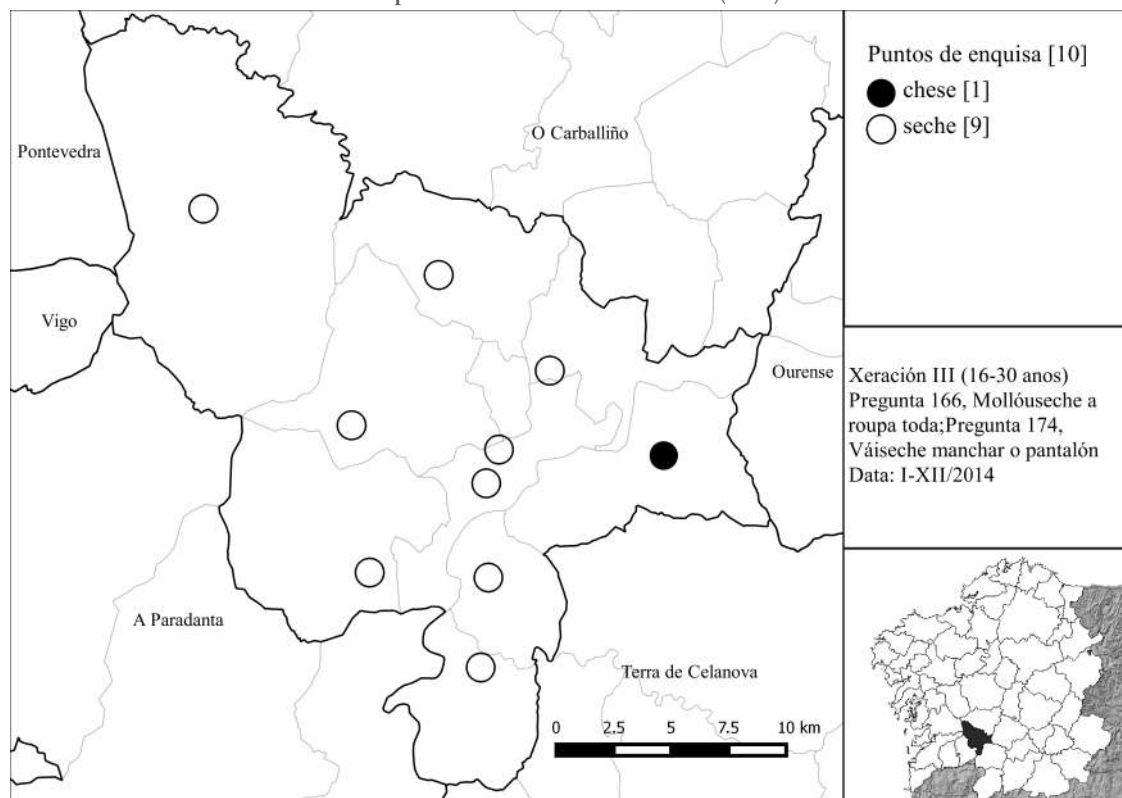 Puntos de enquisa [10]
chese [1]
seche [9]
O Carballiño
Pontevedra
Vigo
Ourense
A Paradanta
Terra de Celanova
0 2,5 5 7,5 10 km
Xeración III (16-30 anos)
Pregunta 166, Mollóuseche a
roupa toda;Pregunta 174,
Váiseche manchar o pantalón
Data: I-XII/2014